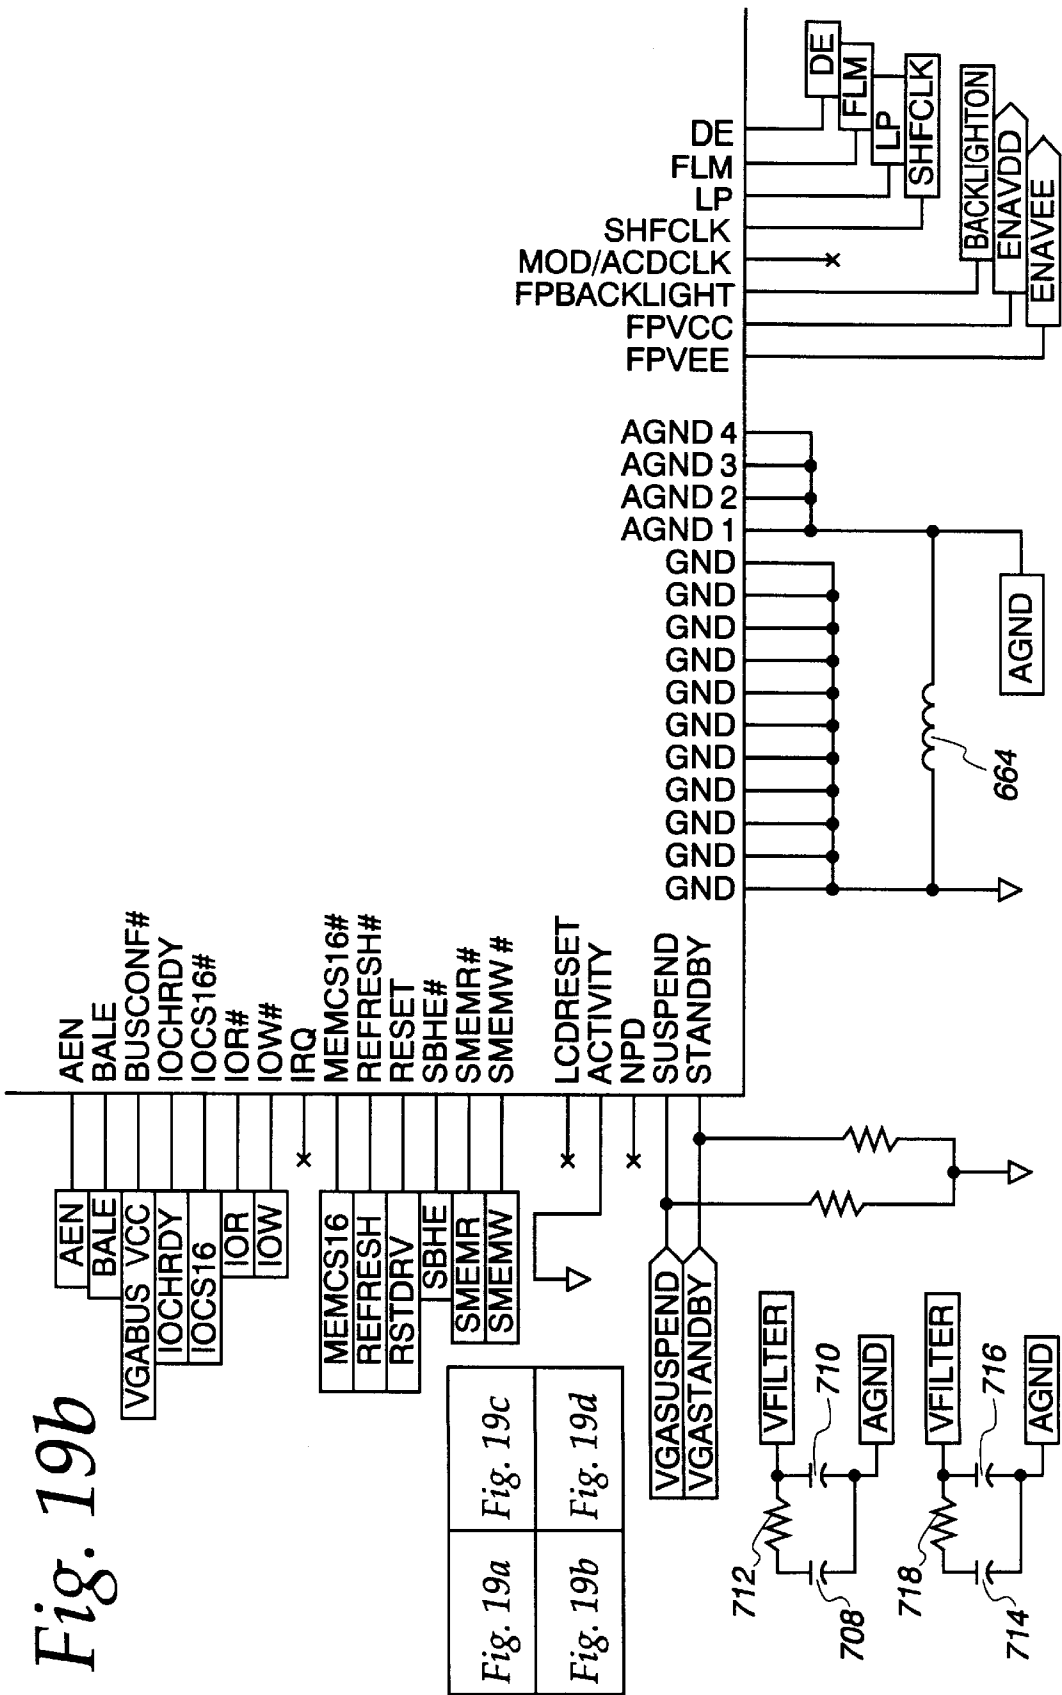 Fig. 19b
AEN AEN
BALE BALE
VGABUS VCC BUSCONF#
IOCHRDY IOCHRDY
IOCS16 IOCS16#
IOR IOR#
IOW IOW#
IRQ
MEMCS16 MEMCS16#
REFRESH REFRESH#
RSTDRV RESET
SBHE SBHE#
SMEMR SMEMR#
SMEMW SMEMW#
LCDRESET
ACTIVITY
NPD
VGASUSPEND SUSPEND
VGASTANDBY STANDBY
GND
GND
GND
GND
GND
GND
GND
GND
GND
GND
GND
AGND 1
AGND 2
AGND 3
AGND 4
FPVEE
FPVCC
FPBACKLIGHT
MOD/ACDCLK
SHFCLK
LP
FLM
DE
DE
FLM
LP
SHFCLK
BACKLIGHTON
ENAVDD
ENAVEE
664
AGND
Fig. 19a Fig. 19c
Fig. 19b Fig. 19d
712
VFILTER
710
708
AGND
718
VFILTER
716
714
AGND